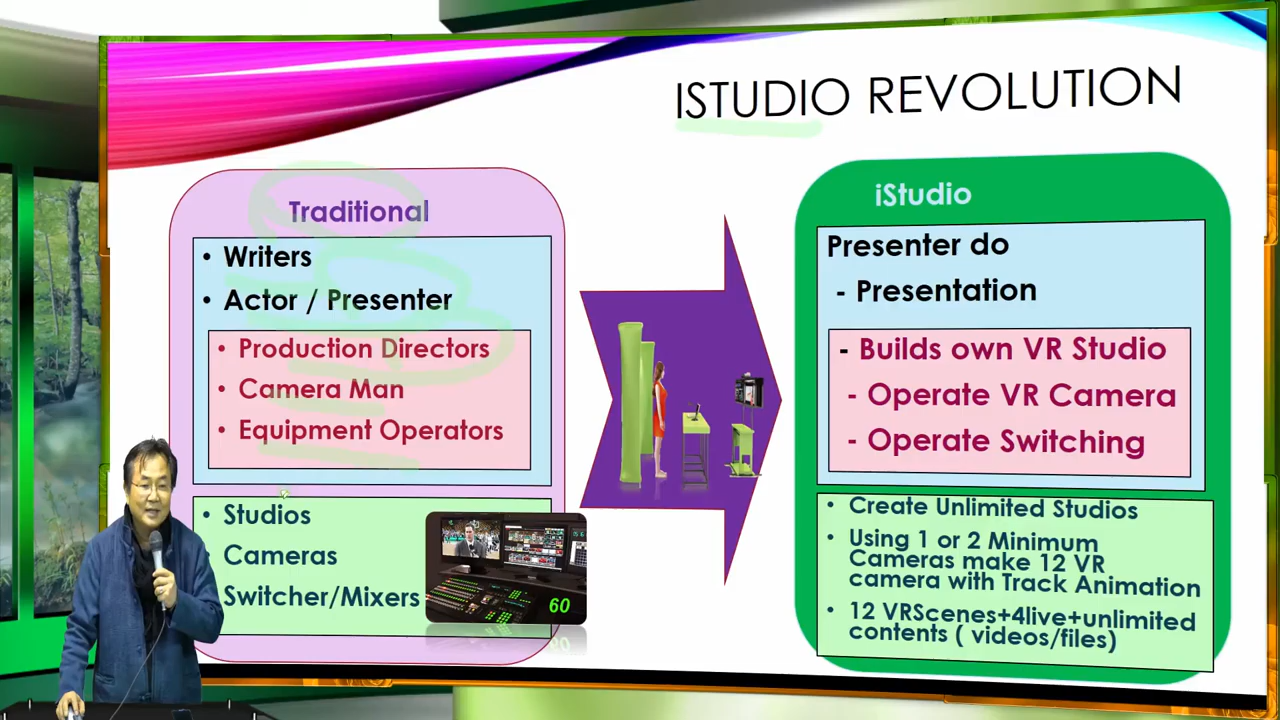 ISTUDIO REVOLUTION
Traditional
• Writers
• Actor / Presenter
• Production Directors
• Camera Man
• Equipment Operators
• Studios
Cameras
Switcher/Mixers
60
iStudio
Presenter do
- Presentation
- Builds own VR Studio
- Operate VR Camera
- Operate Switching
• Create Unlimited Studios
• Using 1 or 2 Minimum
Cameras make 12 VR
camera with Track Animation
• 12 VRScenes+4live+unlimited
contents ( videos/files)